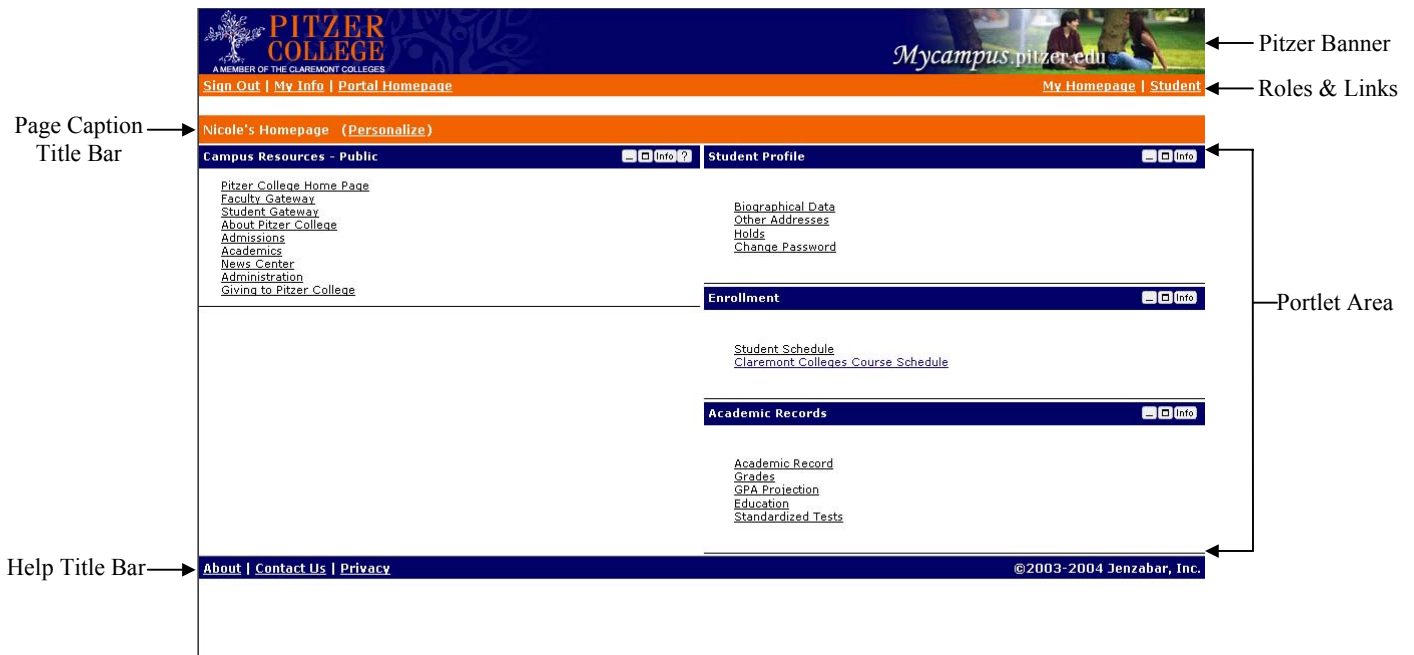 PITZER
COLLEGE
A MEMBER OF THE CLAREMONT COLLEGES
Mycampus.pitzer.edu
Pitzer Banner
Sign Out | My Info | Portal Homepage
My Homepage | Student
Roles & Links
Page Caption
Title Bar
Nicole's Homepage (Personalize)
Campus Resources - Public
Info ?
Pitzer College Home Page
Faculty Gateway
Student Gateway
About Pitzer College
Admissions
Academics
News Center
Administration
Giving to Pitzer College
Student Profile
Info
Biographical Data
Other Addresses
Holds
Change Password
Enrollment
Info
Student Schedule
Claremont Colleges Course Schedule
Academic Records
Info
Academic Record
Grades
GPA Projection
Education
Standardized Tests
Portlet Area
Help Title Bar
About | Contact Us | Privacy
©2003-2004 Jenzabar, Inc.